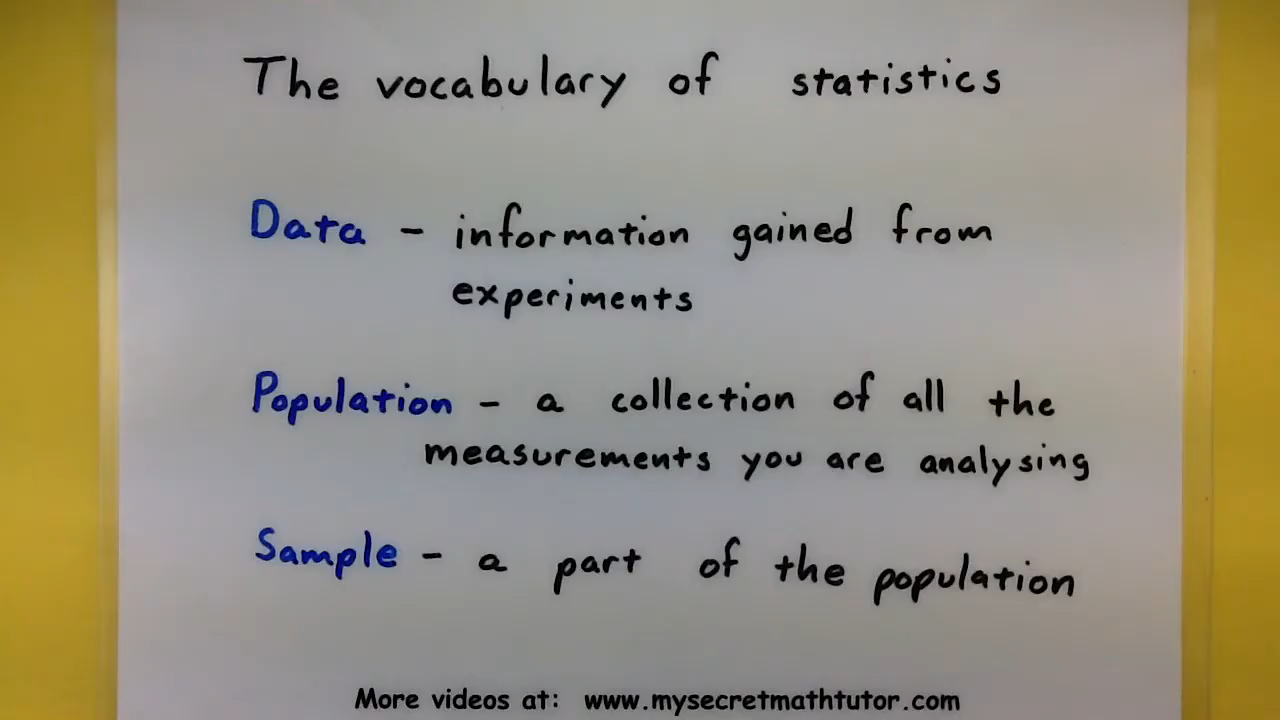 The vocabulary of statistics
Data - information gained from
experiments
Population - a collection of all the
measurements you are analysing
Sample - a part of the population
More videos at: www.mysecretmathtutor.com